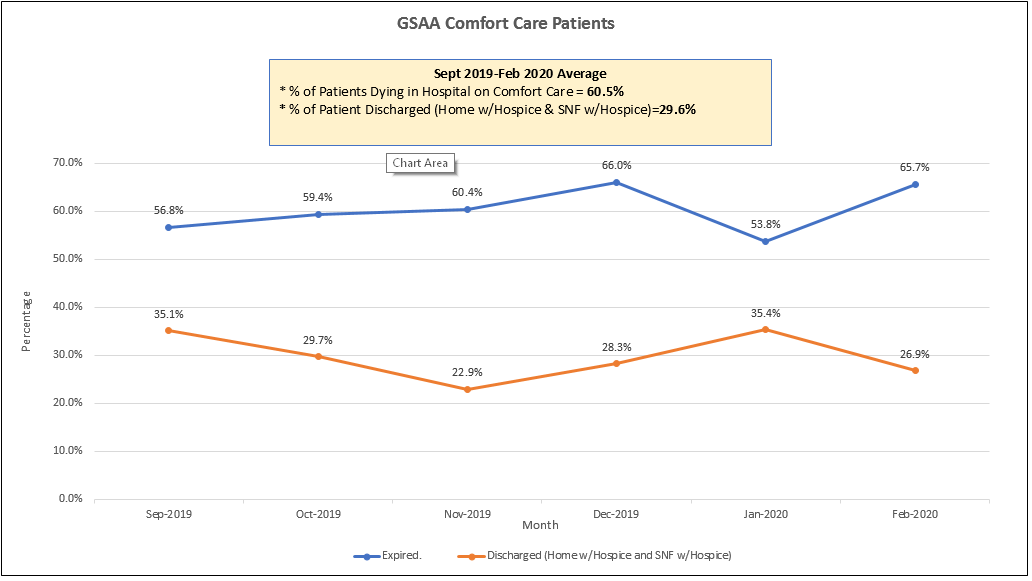 GSAA Comfort Care Patients
Sept 2019-Feb 2020 Average
* % of Patients Dying in Hospital on Comfort Care = 60.5%
* % of Patient Discharged (Home w/Hospice & SNF w/Hospice)=29.6%
Chart Area
70.0%
60.0%
50.0%
40.0%
30.0%
20.0%
10.0%
0.0%
Percentage
56.8%
59.4%
60.4%
66.0%
53.8%
65.7%
35.1%
29.7%
22.9%
28.3%
35.4%
26.9%
Sep-2019
Oct-2019
Nov-2019
Dec-2019
Jan-2020
Feb-2020
Month
Expired.
Discharged (Home w/Hospice and SNF w/Hospice)